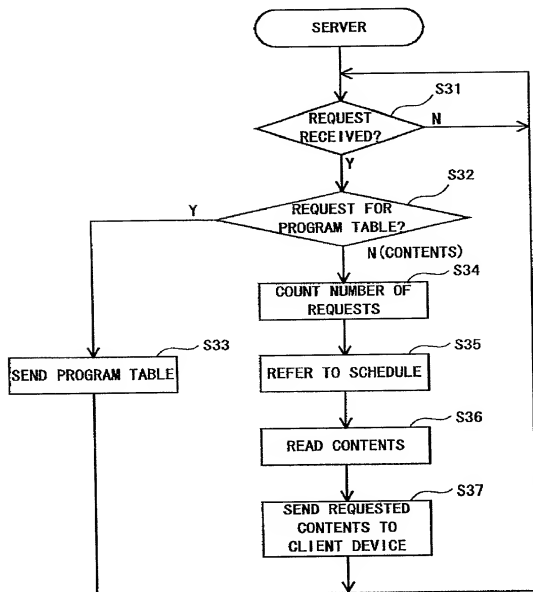 SERVER
S31
REQUEST
RECEIVED?
N
Y
S32
Y
REQUEST FOR
PROGRAM TABLE?
N(CONTENTS)
S34
COUNT NUMBER OF
REQUESTS
S33
SEND PROGRAM TABLE
S35
REFER TO SCHEDULE
S36
READ CONTENTS
S37
SEND REQUESTED
CONTENTS TO
CLIENT DEVICE